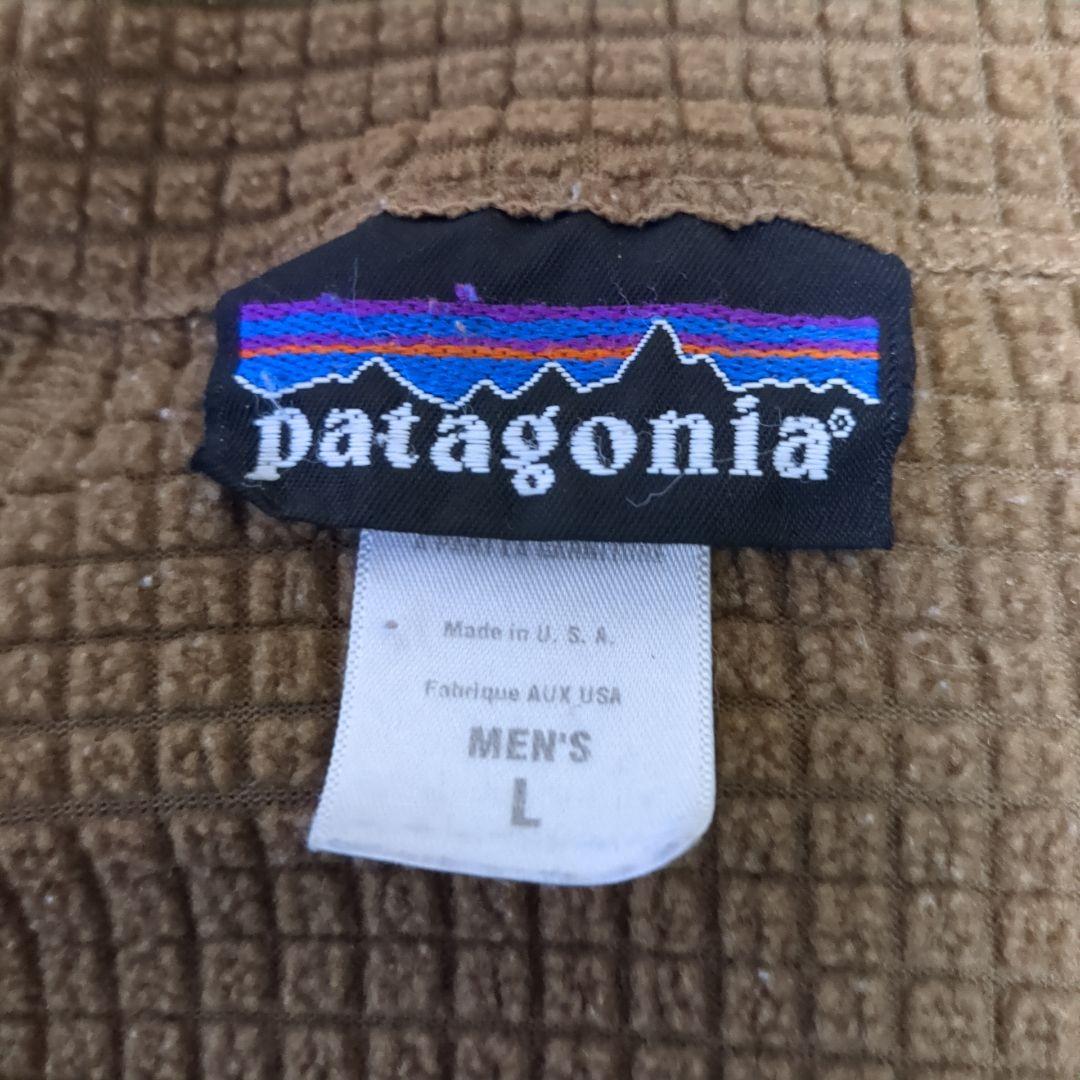 patagonia®
Made in U. S. A.
Fabrique AUX USA
MEN'S
L